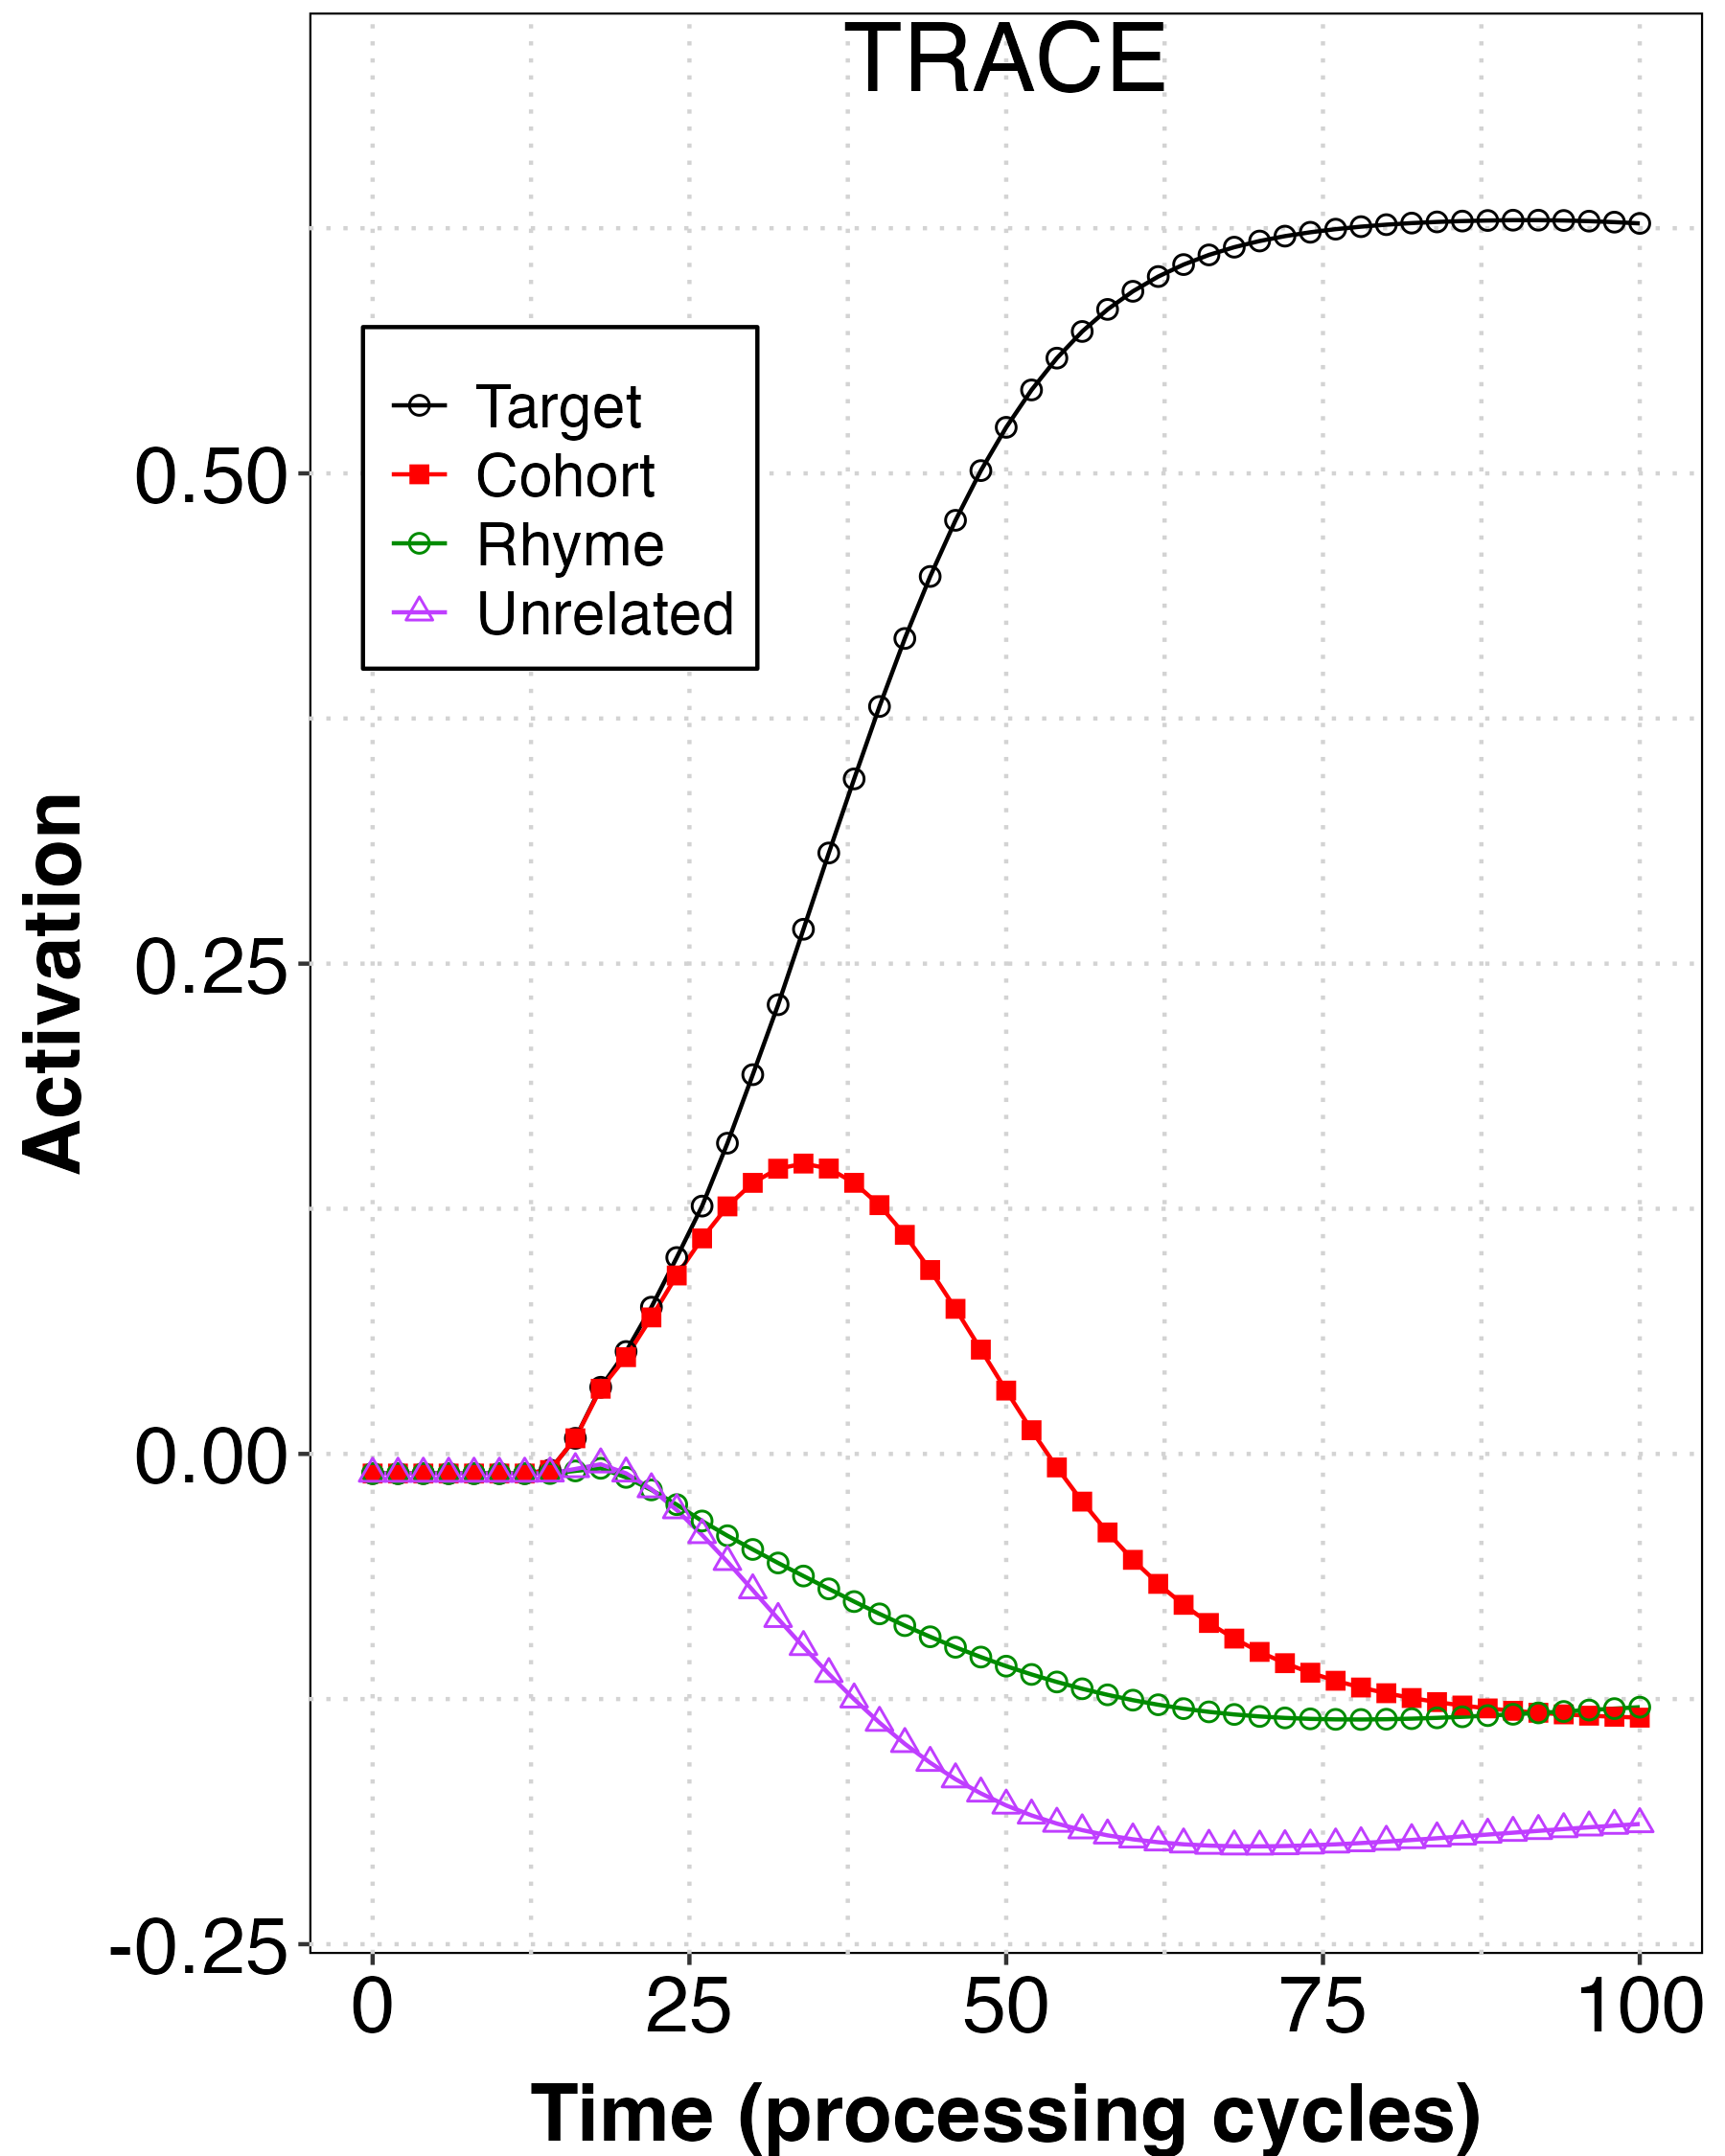 TRACE
Target
Cohort
Rhyme
Unrelated
Activation
0.50
0.25
0.00
-0.25
0 25 50 75 100
Time (processing cycles)